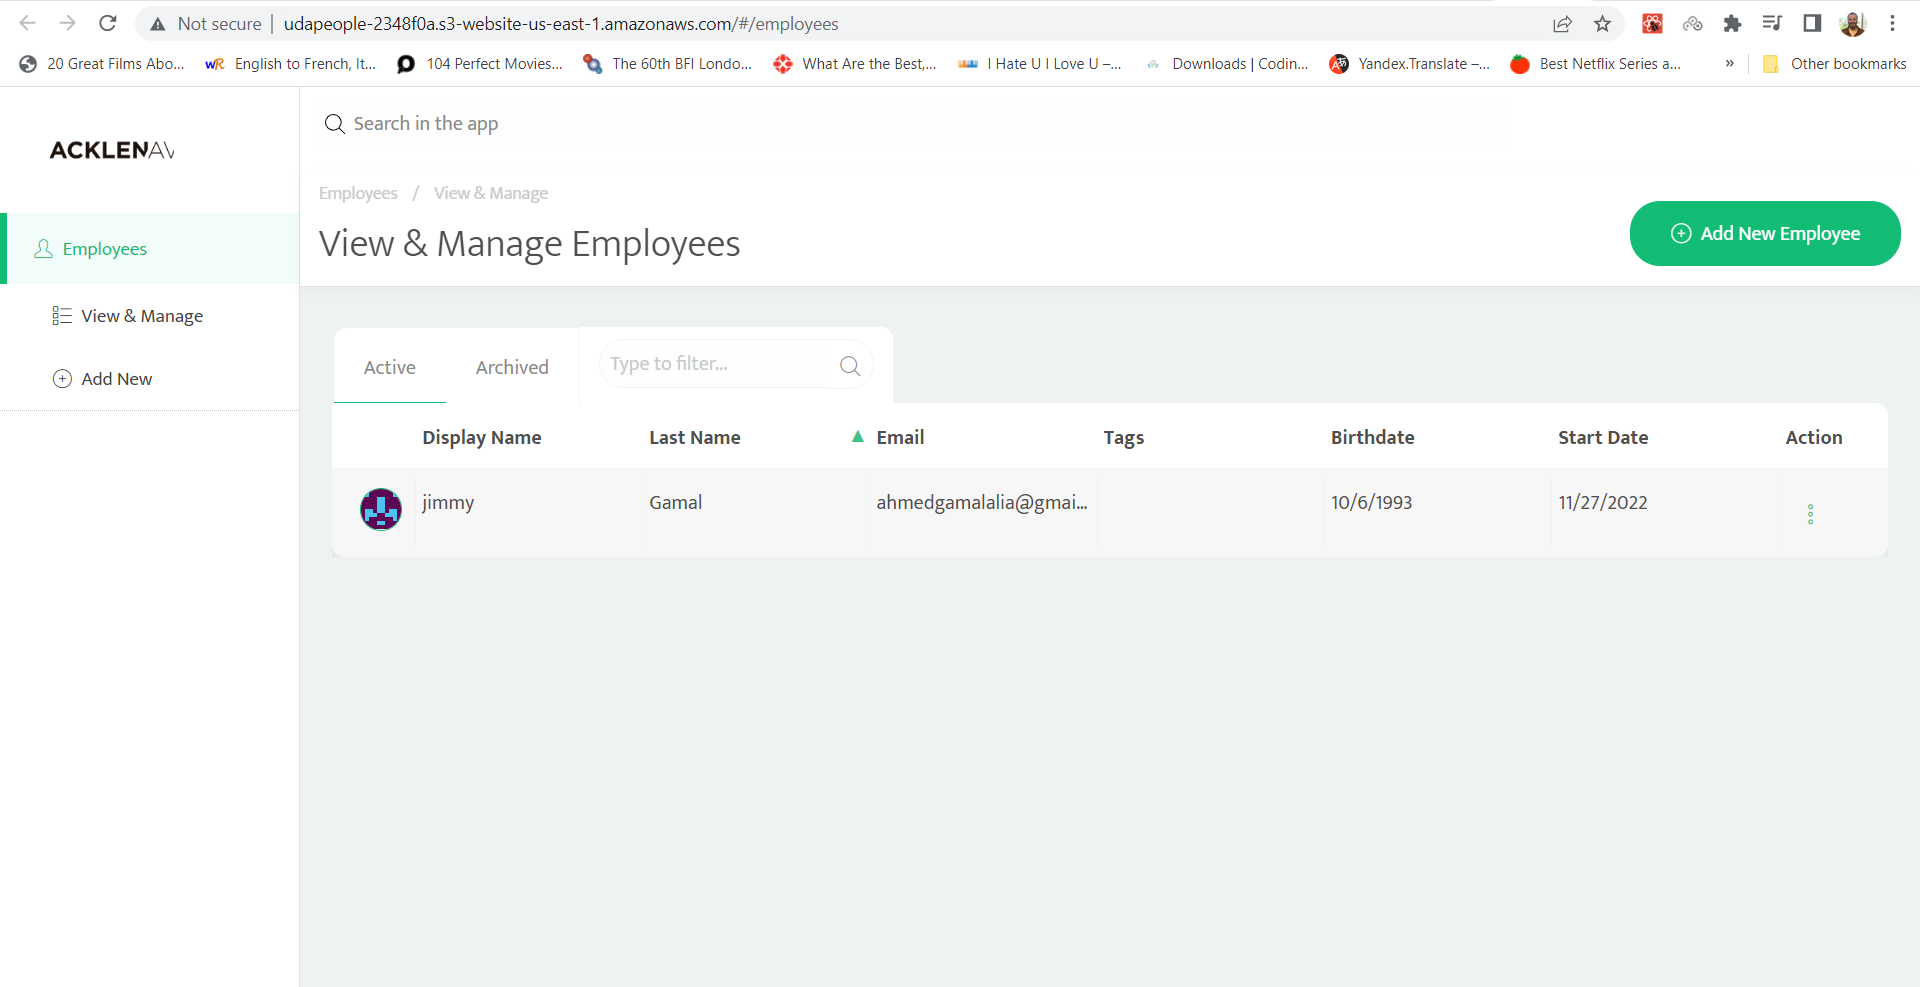 Not secure | udapeople-2348f0a.s3-website-us-east-1.amazonaws.com/#/employees
20 Great Films Abo... WR English to French, It... 104 Perfect Movies... The 60th BFI Londo... What Are the Best,... I Hate U I Love U –... Downloads | Codin... Yandex.Translate –... Best Netflix Series a... » Other bookmarks
Search in the app
ACKLENAV
Employees / View & Manage
View & Manage Employees
Add New Employee
Employees
View & Manage
Add New
Active Archived Type to filter...
Display Name Last Name ▲ Email Tags Birthdate Start Date Action
jimmy Gamal ahmedgamalalia@gmai... 10/6/1993 11/27/2022